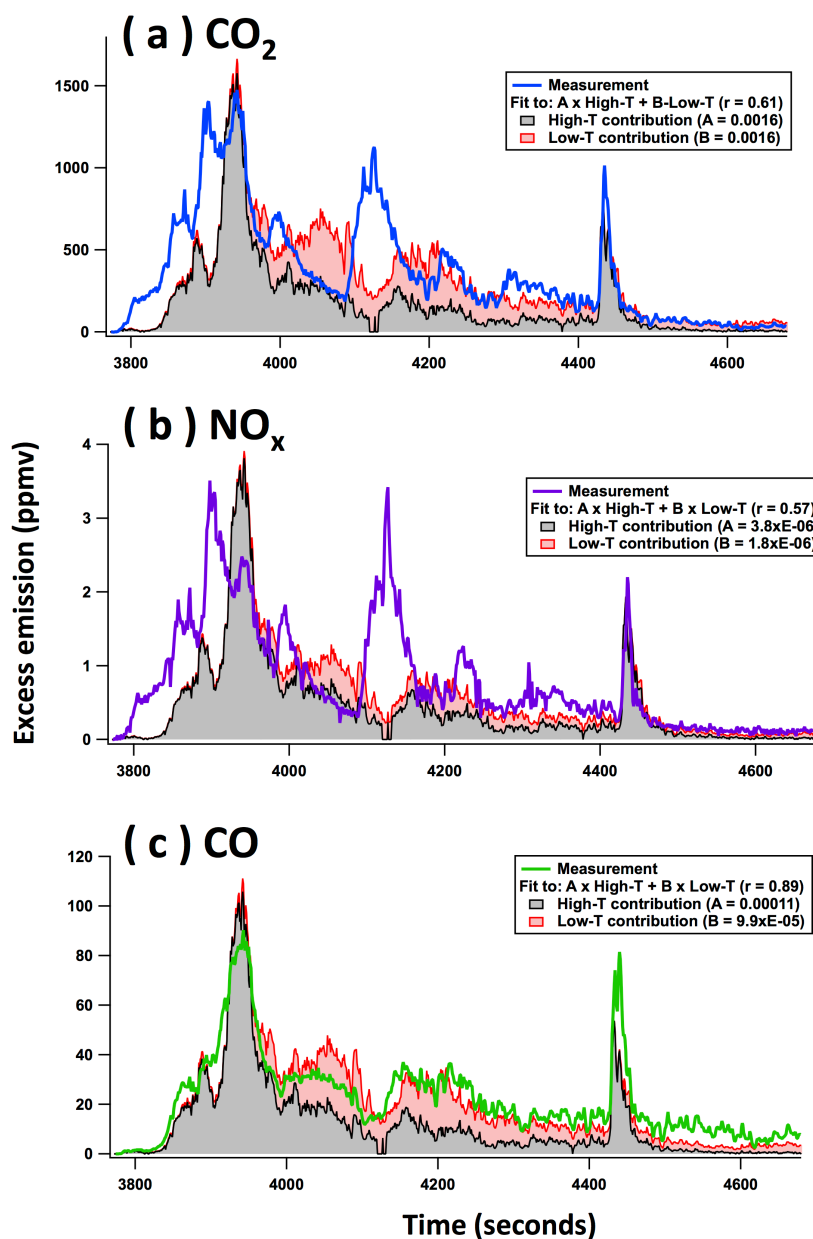 ( a ) CO2
1500
1000
500
0
3800 4000 4200 4400 4600
Measurement
Fit to: A x High-T + B-Low-T (r = 0.61)
High-T contribution (A = 0.0016)
Low-T contribution (B = 0.0016)
( b ) NOx
4
3
2
1
0
3800 4000 4200 4400 4600
Measurement
Fit to: A x High-T + B x Low-T (r = 0.57)
High-T contribution (A = 3.8xE-06)
Low-T contribution (B = 1.8xE-06)
Excess emission (ppmv)
( c ) CO
120
100
80
60
40
20
0
3800 4000 4200 4400 4600
Measurement
Fit to: A x High-T + B x Low-T (r = 0.89)
High-T contribution (A = 0.00011)
Low-T contribution (B = 9.9xE-05)
Time (seconds)